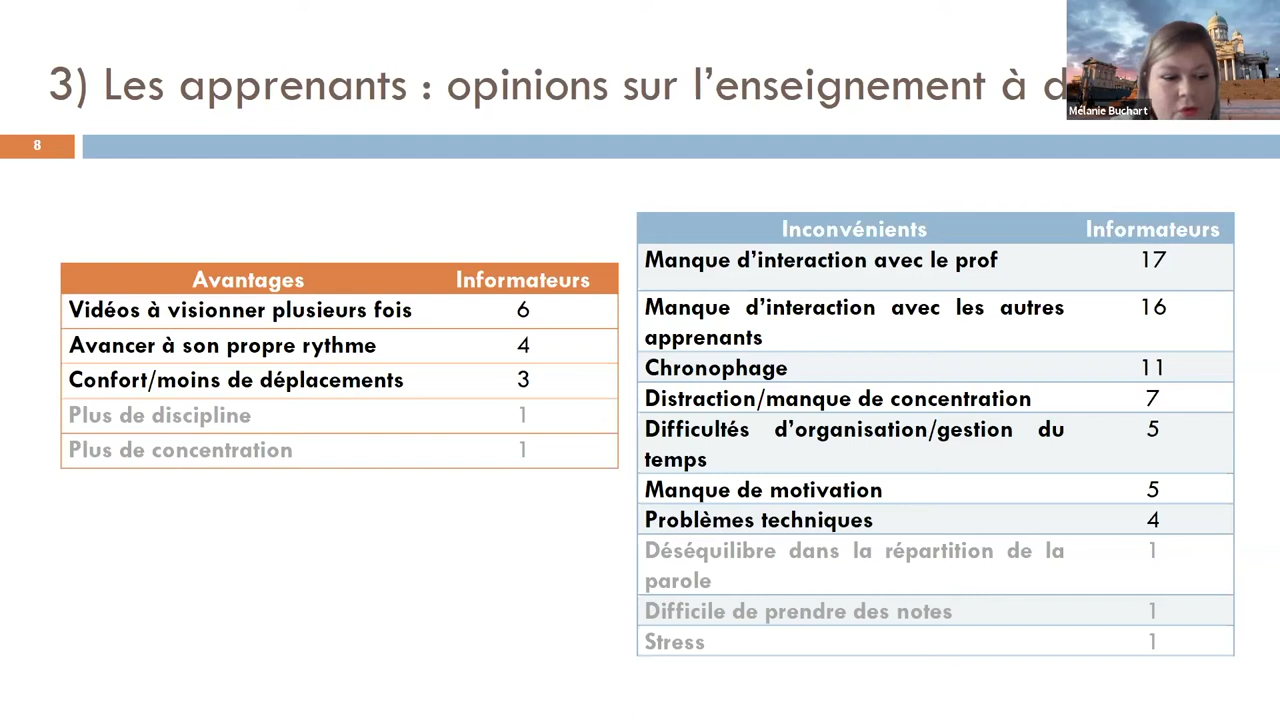 3) Les apprenants : opinions sur l'enseignement à d
Mélanie Buchart
8
Avantages Informateurs
Vidéos à visionner plusieurs fois 6
Avancer à son propre rythme 4
Confort/moins de déplacements 3
Plus de discipline 1
Plus de concentration 1
Inconvénients Informateurs
Manque d'interaction avec le prof 17
Manque d'interaction avec les autres 16
apprenants
Chronophage 11
Distraction/manque de concentration 7
Difficultés d'organisation/gestion du 5
temps
Manque de motivation 5
Problèmes techniques 4
Déséquilibre dans la répartition de la 1
parole
Difficile de prendre des notes 1
Stress 1